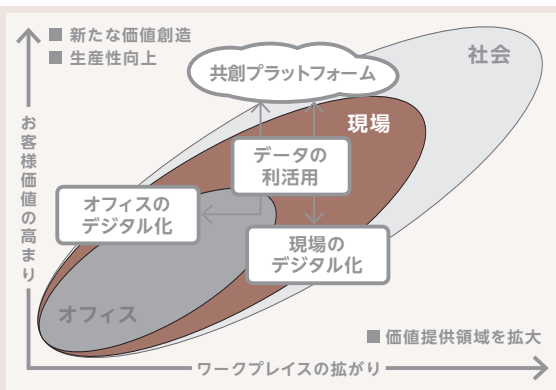 ■ 新たな価値創造
■ 生産性向上
社会
共創プラットフォーム
現場
データの
利活用
オフィスの
デジタル化
現場の
デジタル化
オフィス
お客様価値の高まり
■ 価値提供領域を拡大
ワークプレイスの拡がり